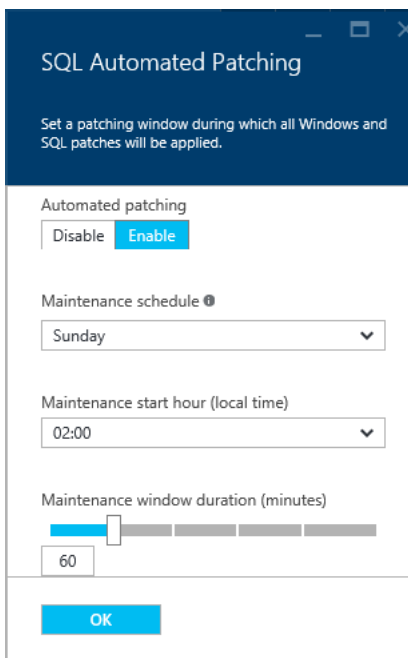 SQL Automated Patching
Set a patching window during which all Windows and
SQL patches will be applied.
Automated patching
Disable Enable
Maintenance schedule
Sunday
Maintenance start hour (local time)
02:00
Maintenance window duration (minutes)
60
OK